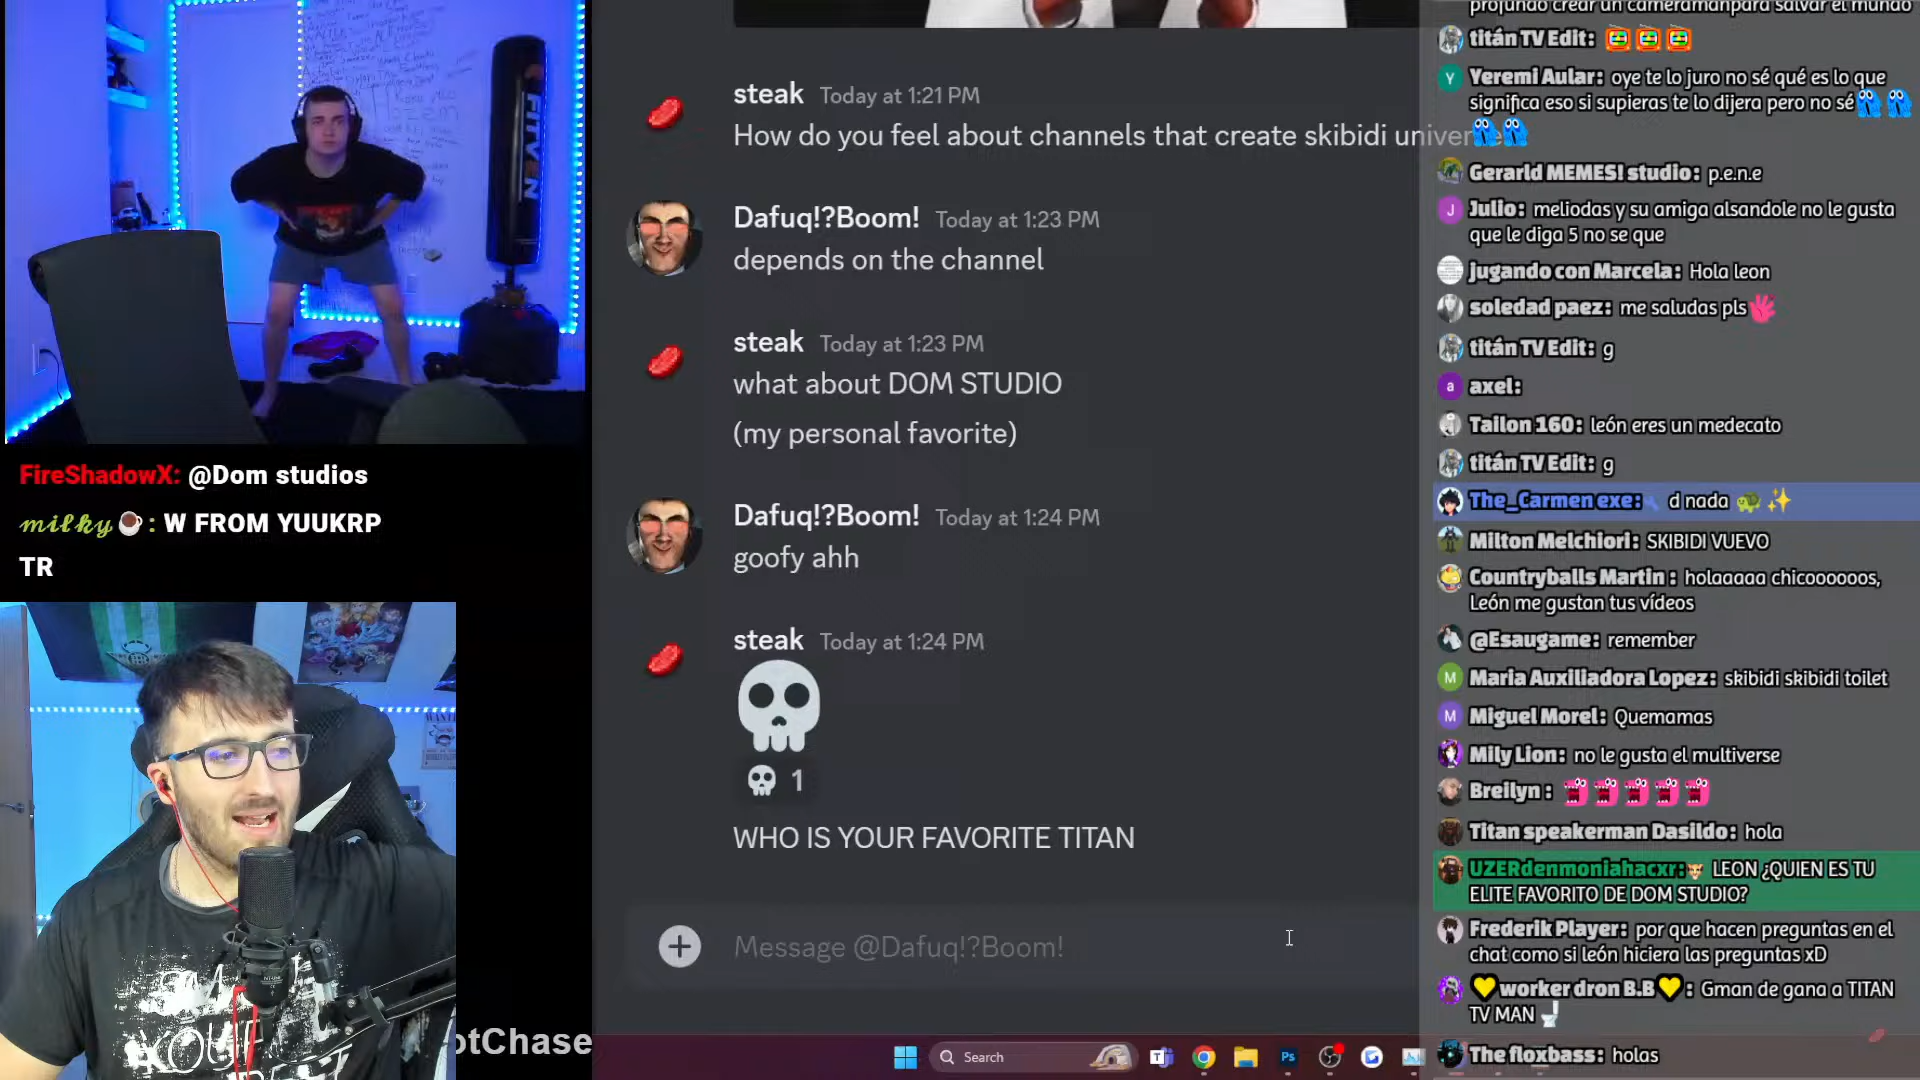 FIVEN
FireShadowX: @Dom studios
milky : W FROM YUUKRP
TR
otChase
steak Today at 1:21 PM
How do you feel about channels that create skibidi univer
Dafuq!?Boom! Today at 1:23 PM
depends on the channel
steak Today at 1:23 PM
what about DOM STUDIO
(my personal favorite)
Dafuq!?Boom! Today at 1:24 PM
goofy ahh
steak Today at 1:24 PM
💀
💀 1
WHO IS YOUR FAVORITE TITAN
Message @Dafuq!?Boom!
Search
profundo crear un cameramanpara salvar el mundo
titán TV Edit:
Yeremi Aular: oye te lo juro no sé qué es lo que
significa eso si supieras te lo dijera pero no sé
Gerarld MEMES! studio: p.e.n.e
Julio: meliodas y su amiga alsandole no le gusta
que le diga 5 no se que
jugando con Marcela: Hola leon
soledad paez: me saludas pls
titán TV Edit: g
axel:
Tailon 160: león eres un medecato
titán TV Edit: g
The_Carmen exe: d nada 🐢✨
Milton Melchiori: SKIBIDI VUEVO
Countryballs Martin : holaaaaa chicoooooos,
León me gustan tus vídeos
@Esaugame: remember
Maria Auxiliadora Lopez: skibidi skibidi toilet
Miguel Morel: Quemamas
Mily Lion: no le gusta el multiverse
Breilyn :
Titan speakerman Dasildo: hola
UZERdenmoniahacxr: LEON ¿QUIEN ES TU
ELITE FAVORITO DE DOM STUDIO?
Frederik Player: por que hacen preguntas en el
chat como si león hiciera las preguntas xD
💛worker dron B.B💛: Gman de gana a TITAN
TV MAN 🚽
The floxbass: holas